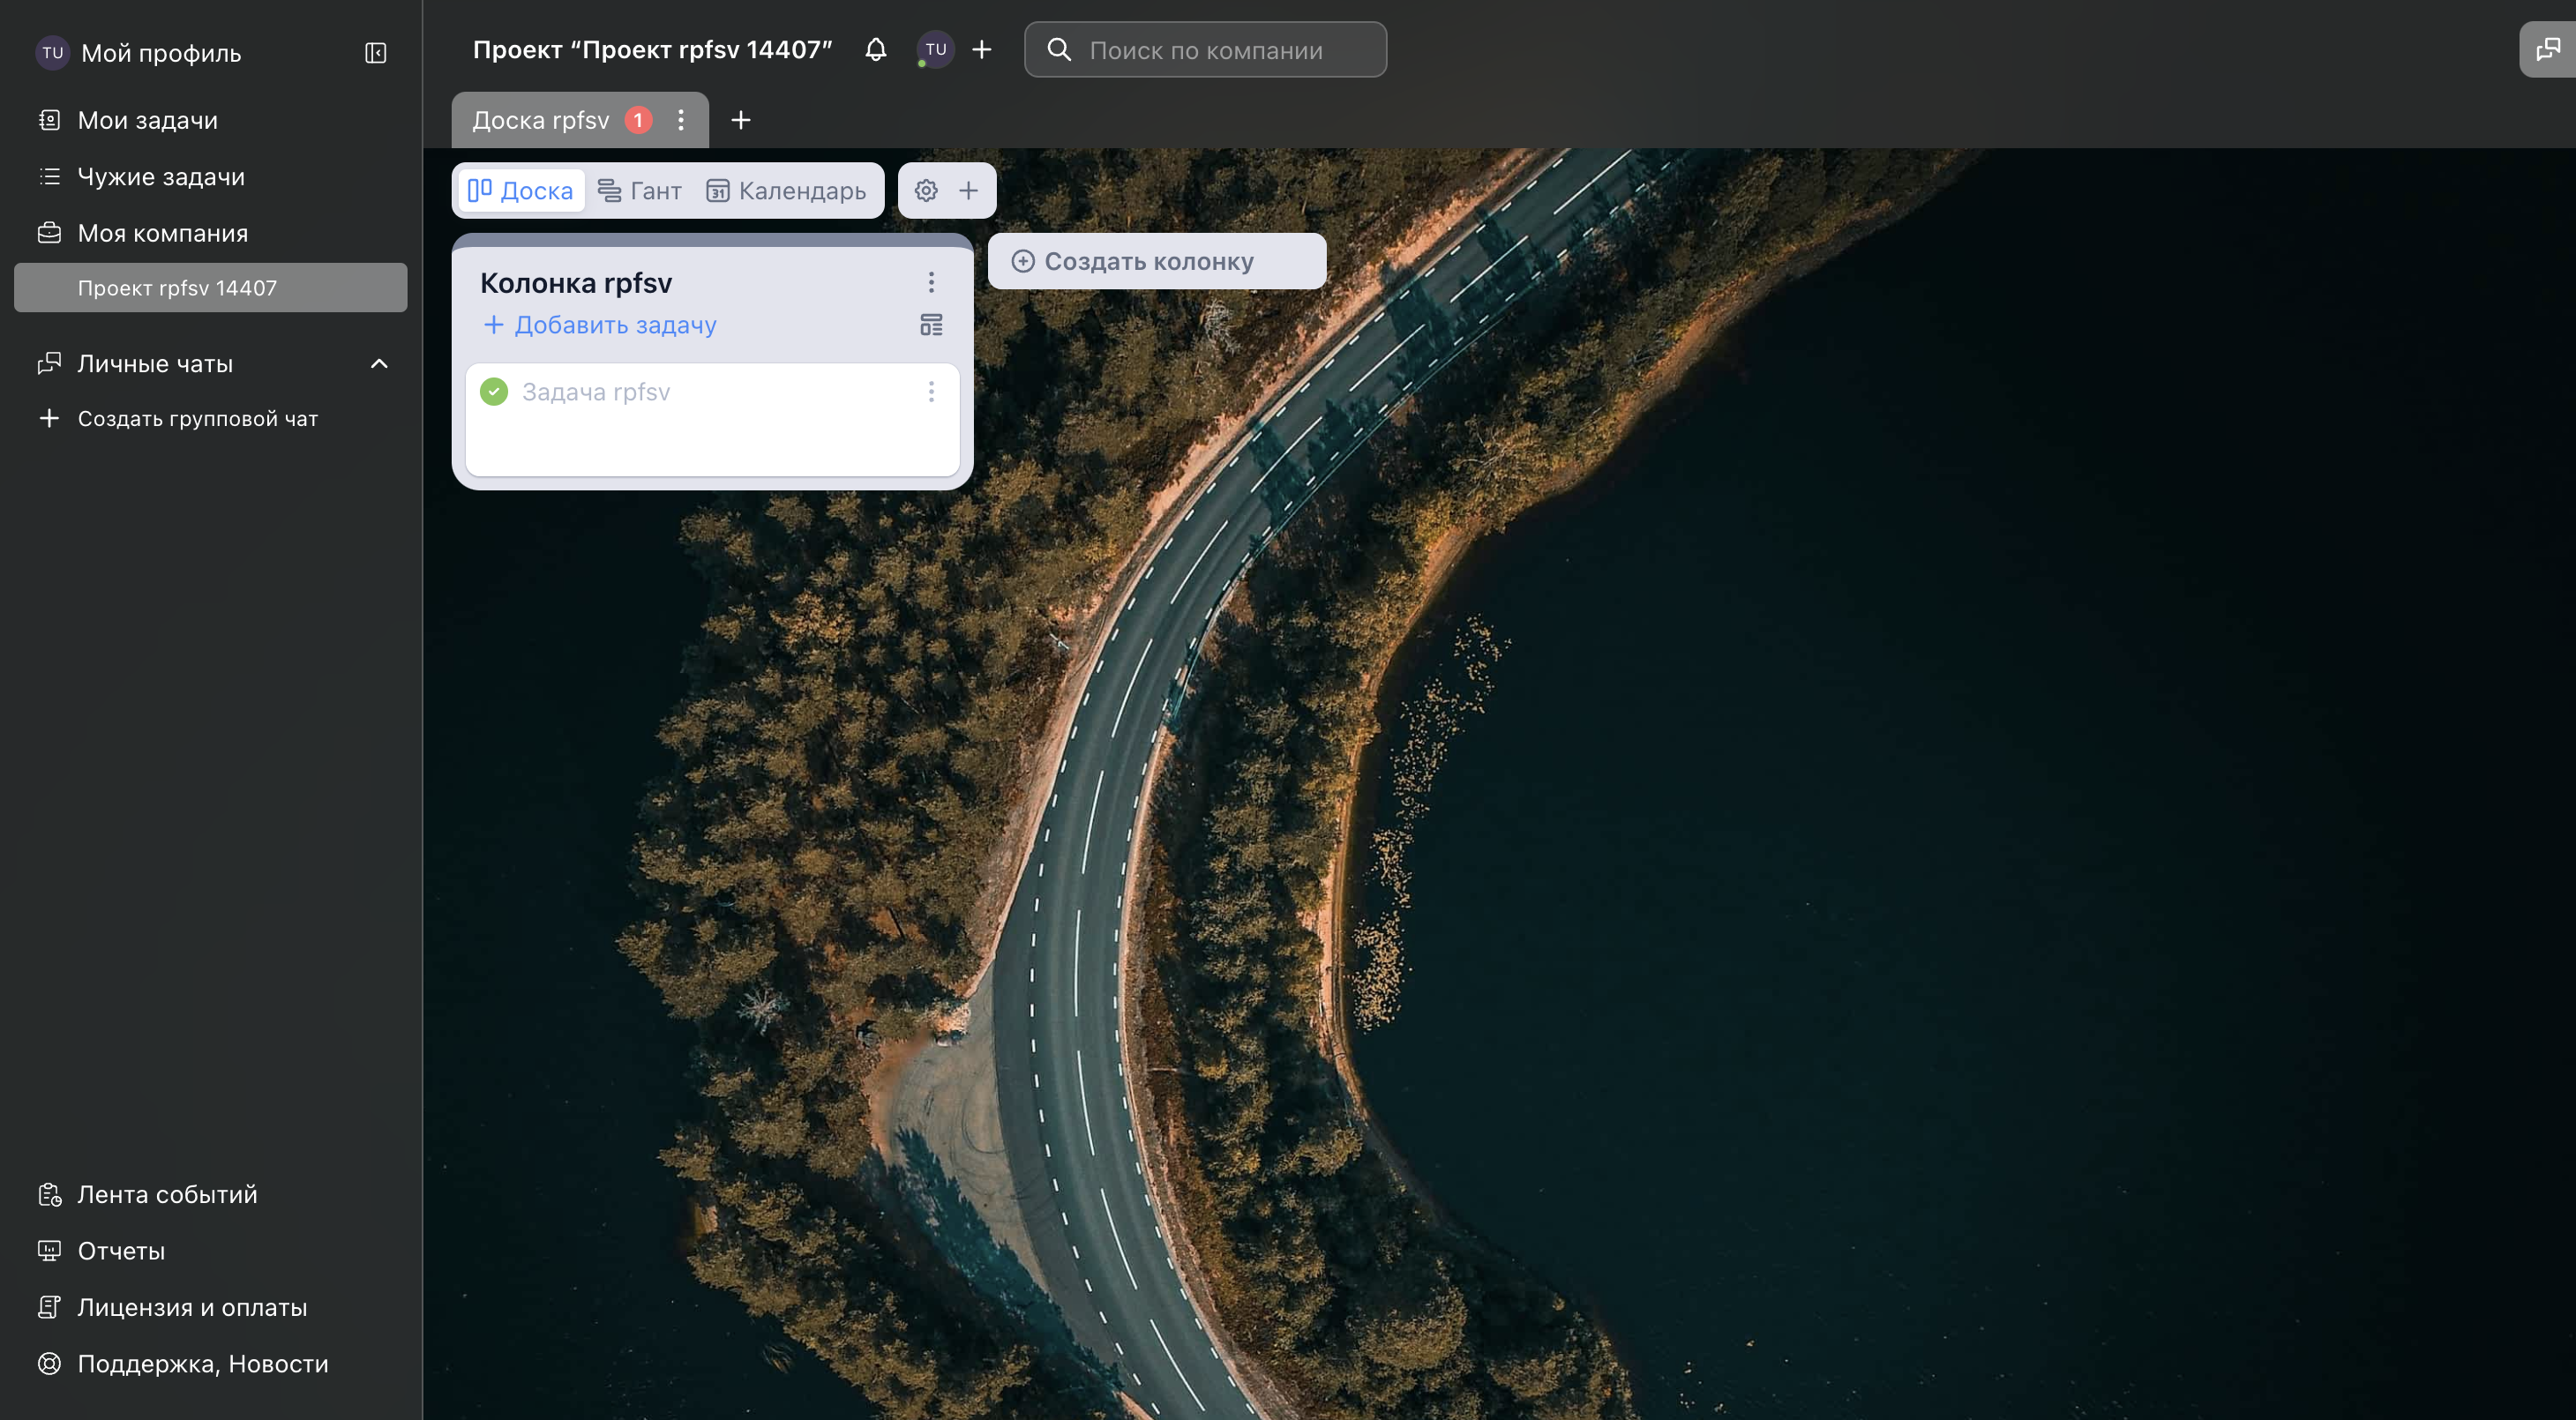 TU Мой профиль
Мои задачи
Чужие задачи
Моя компания
Проект rpfsv 14407
Личные чаты
Создать групповой чат
Лента событий
Отчеты
Лицензия и оплаты
Поддержка, Новости
Проект “Проект rpfsv 14407”
TU
Поиск по компании
Доска rpfsv 1
Доска
Гант
31 Календарь
Колонка rpfsv
Добавить задачу
Задача rpfsv
Создать колонку